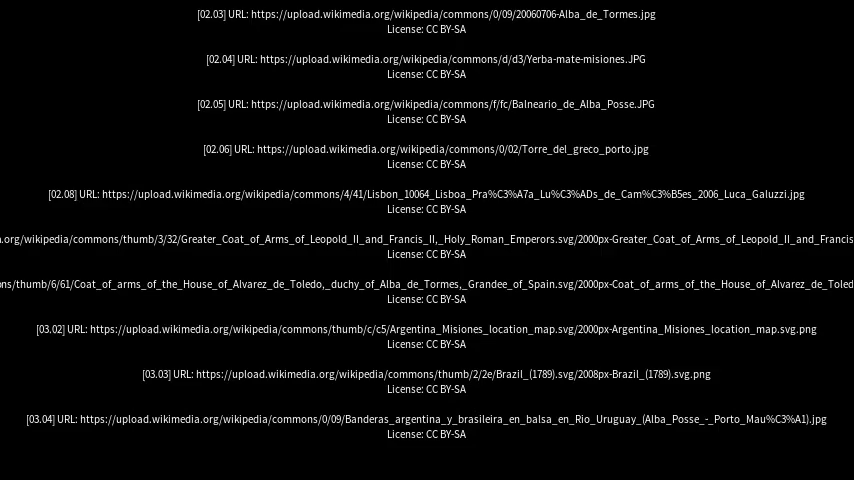 [02.03] URL: https://upload.wikimedia.org/wikipedia/commons/0/09/20060706-Alba_de_Tormes.jpg
License: CC BY-SA
[02.04] URL: https://upload.wikimedia.org/wikipedia/commons/d/d3/Yerba-mate-misiones.JPG
License: CC BY-SA
[02.05] URL: https://upload.wikimedia.org/wikipedia/commons/f/fc/Balneario_de_Alba_Posse.JPG
License: CC BY-SA
[02.06] URL: https://upload.wikimedia.org/wikipedia/commons/0/02/Torre_del_greco_porto.jpg
License: CC BY-SA
[02.08] URL: https://upload.wikimedia.org/wikipedia/commons/4/41/Lisbon_10064_Lisboa_Pra%C3%A7a_Lu%C3%ADs_de_Cam%C3%B5es_2006_Luca_Galuzzi.jpg
License: CC BY-SA
.org/wikipedia/commons/thumb/3/32/Greater_Coat_of_Arms_of_Leopold_II_and_Francis_II,_Holy_Roman_Emperors.svg/2000px-Greater_Coat_of_Arms_of_Leopold_II_and_Francis
License: CC BY-SA
ns/thumb/6/61/Coat_of_arms_of_the_House_of_Alvarez_de_Toledo,_duchy_of_Alba_de_Tormes,_Grandee_of_Spain.svg/2000px-Coat_of_arms_of_the_House_of_Alvarez_de_Toled
License: CC BY-SA
[03.02] URL: https://upload.wikimedia.org/wikipedia/commons/thumb/c/c5/Argentina_Misiones_location_map.svg/2000px-Argentina_Misiones_location_map.svg.png
License: CC BY-SA
[03.03] URL: https://upload.wikimedia.org/wikipedia/commons/thumb/2/2e/Brazil_(1789).svg/2008px-Brazil_(1789).svg.png
License: CC BY-SA
[03.04] URL: https://upload.wikimedia.org/wikipedia/commons/0/09/Banderas_argentina_y_brasileira_en_balsa_en_Rio_Uruguay_(Alba_Posse_-_Porto_Mau%C3%A1).jpg
License: CC BY-SA